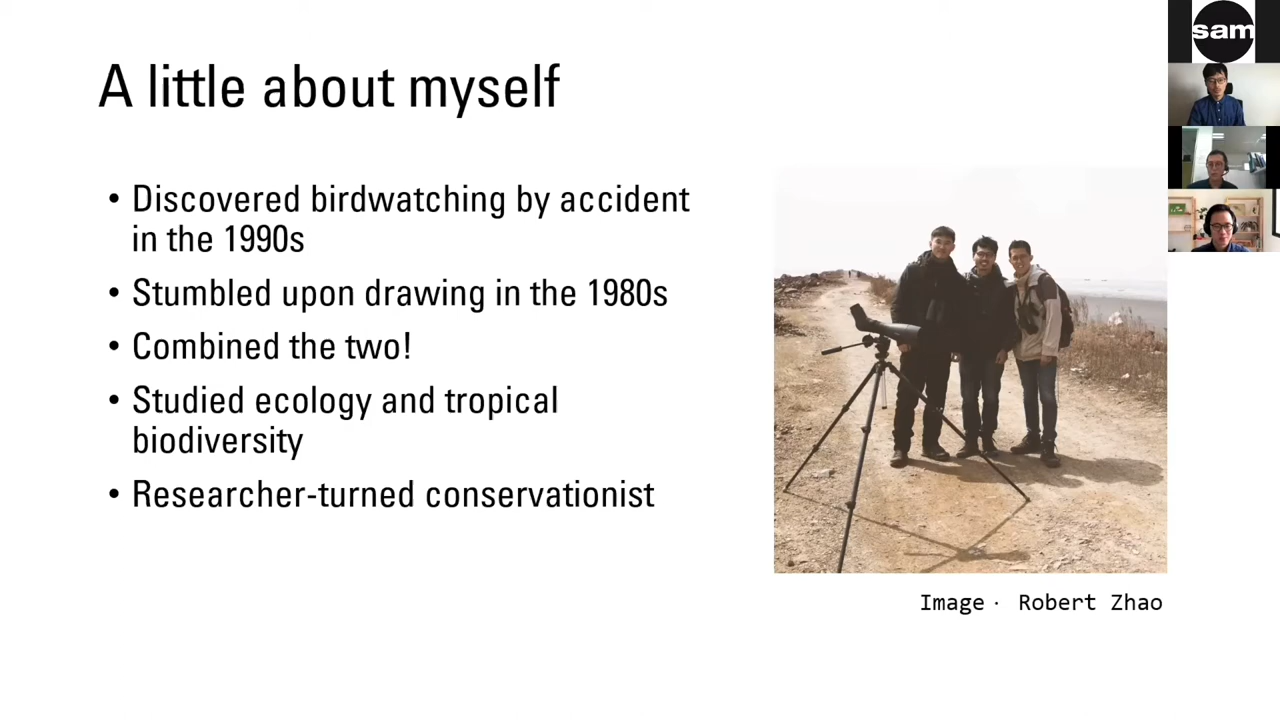 A little about myself
sam
• Discovered birdwatching by accident
in the 1990s
• Stumbled upon drawing in the 1980s
• Combined the two!
• Studied ecology and tropical
biodiversity
• Researcher-turned conservationist
Image· Robert Zhao